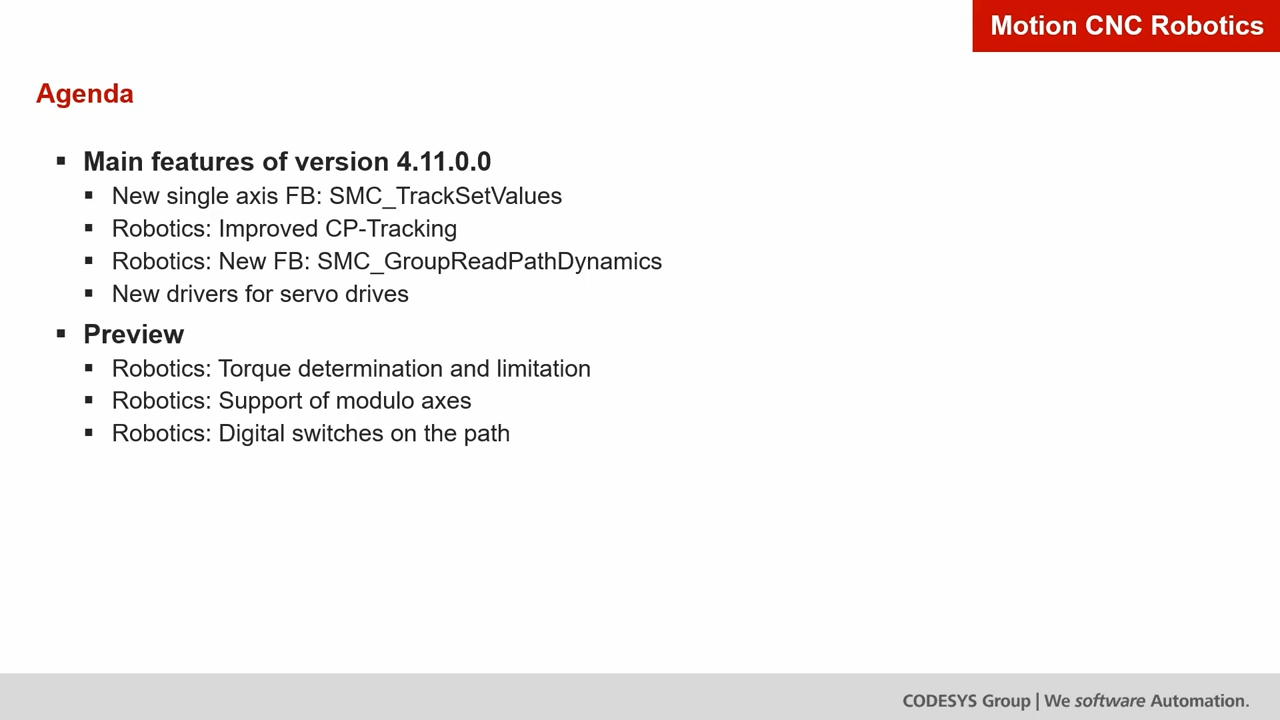 Motion CNC Robotics
Agenda
▪ Main features of version 4.11.0.0
▪ New single axis FB: SMC_TrackSetValues
▪ Robotics: Improved CP-Tracking
▪ Robotics: New FB: SMC_GroupReadPathDynamics
▪ New drivers for servo drives
▪ Preview
▪ Robotics: Torque determination and limitation
▪ Robotics: Support of modulo axes
▪ Robotics: Digital switches on the path
CODESYS Group | We software Automation.